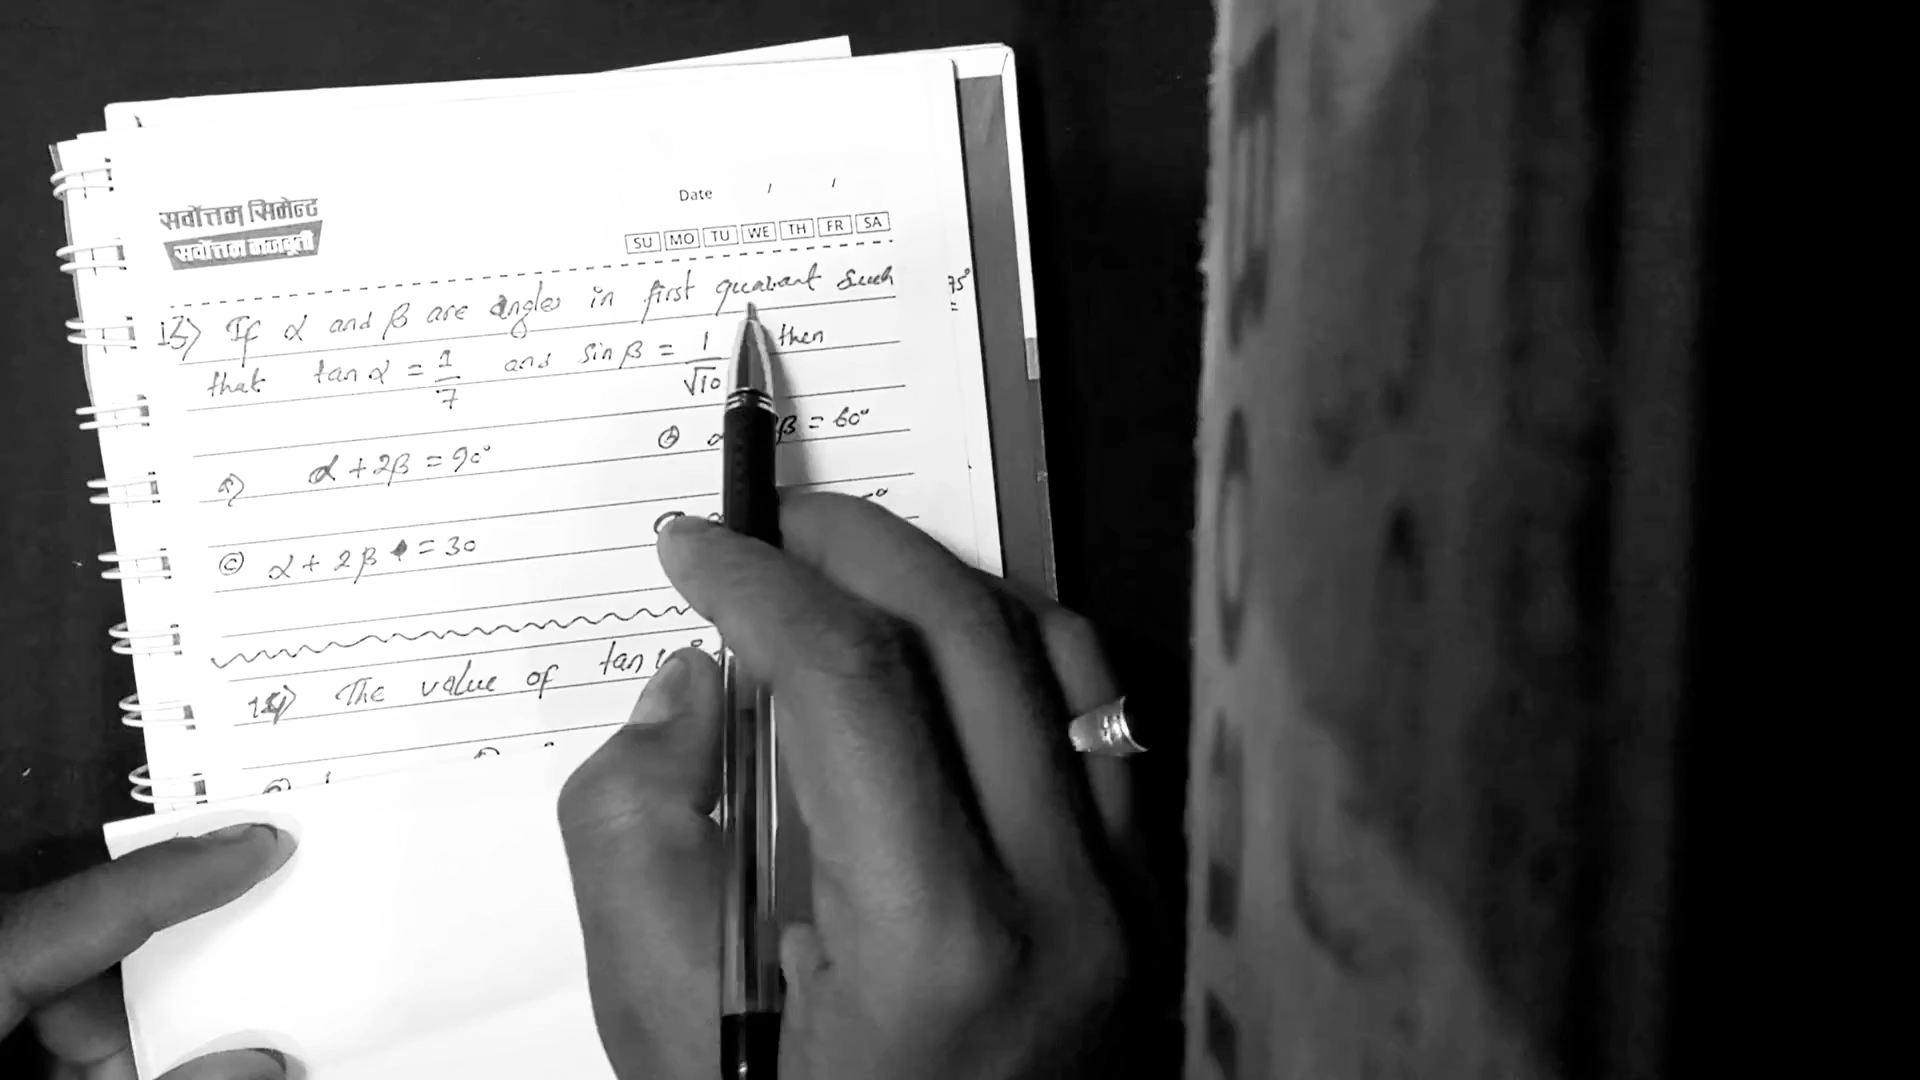 सर्वोत्तम सिमेन्ट
सर्वोत्तम मजबुती
Date / /
SU MO TU WE TH FR SA
13) If α and β are angles in first such
75°
=
that tan α = 1/7 and sin β = 1/√10 then
a) α + 2β = 90°
b) β = 60°
c) α + 2β = 30
14) The value of tan